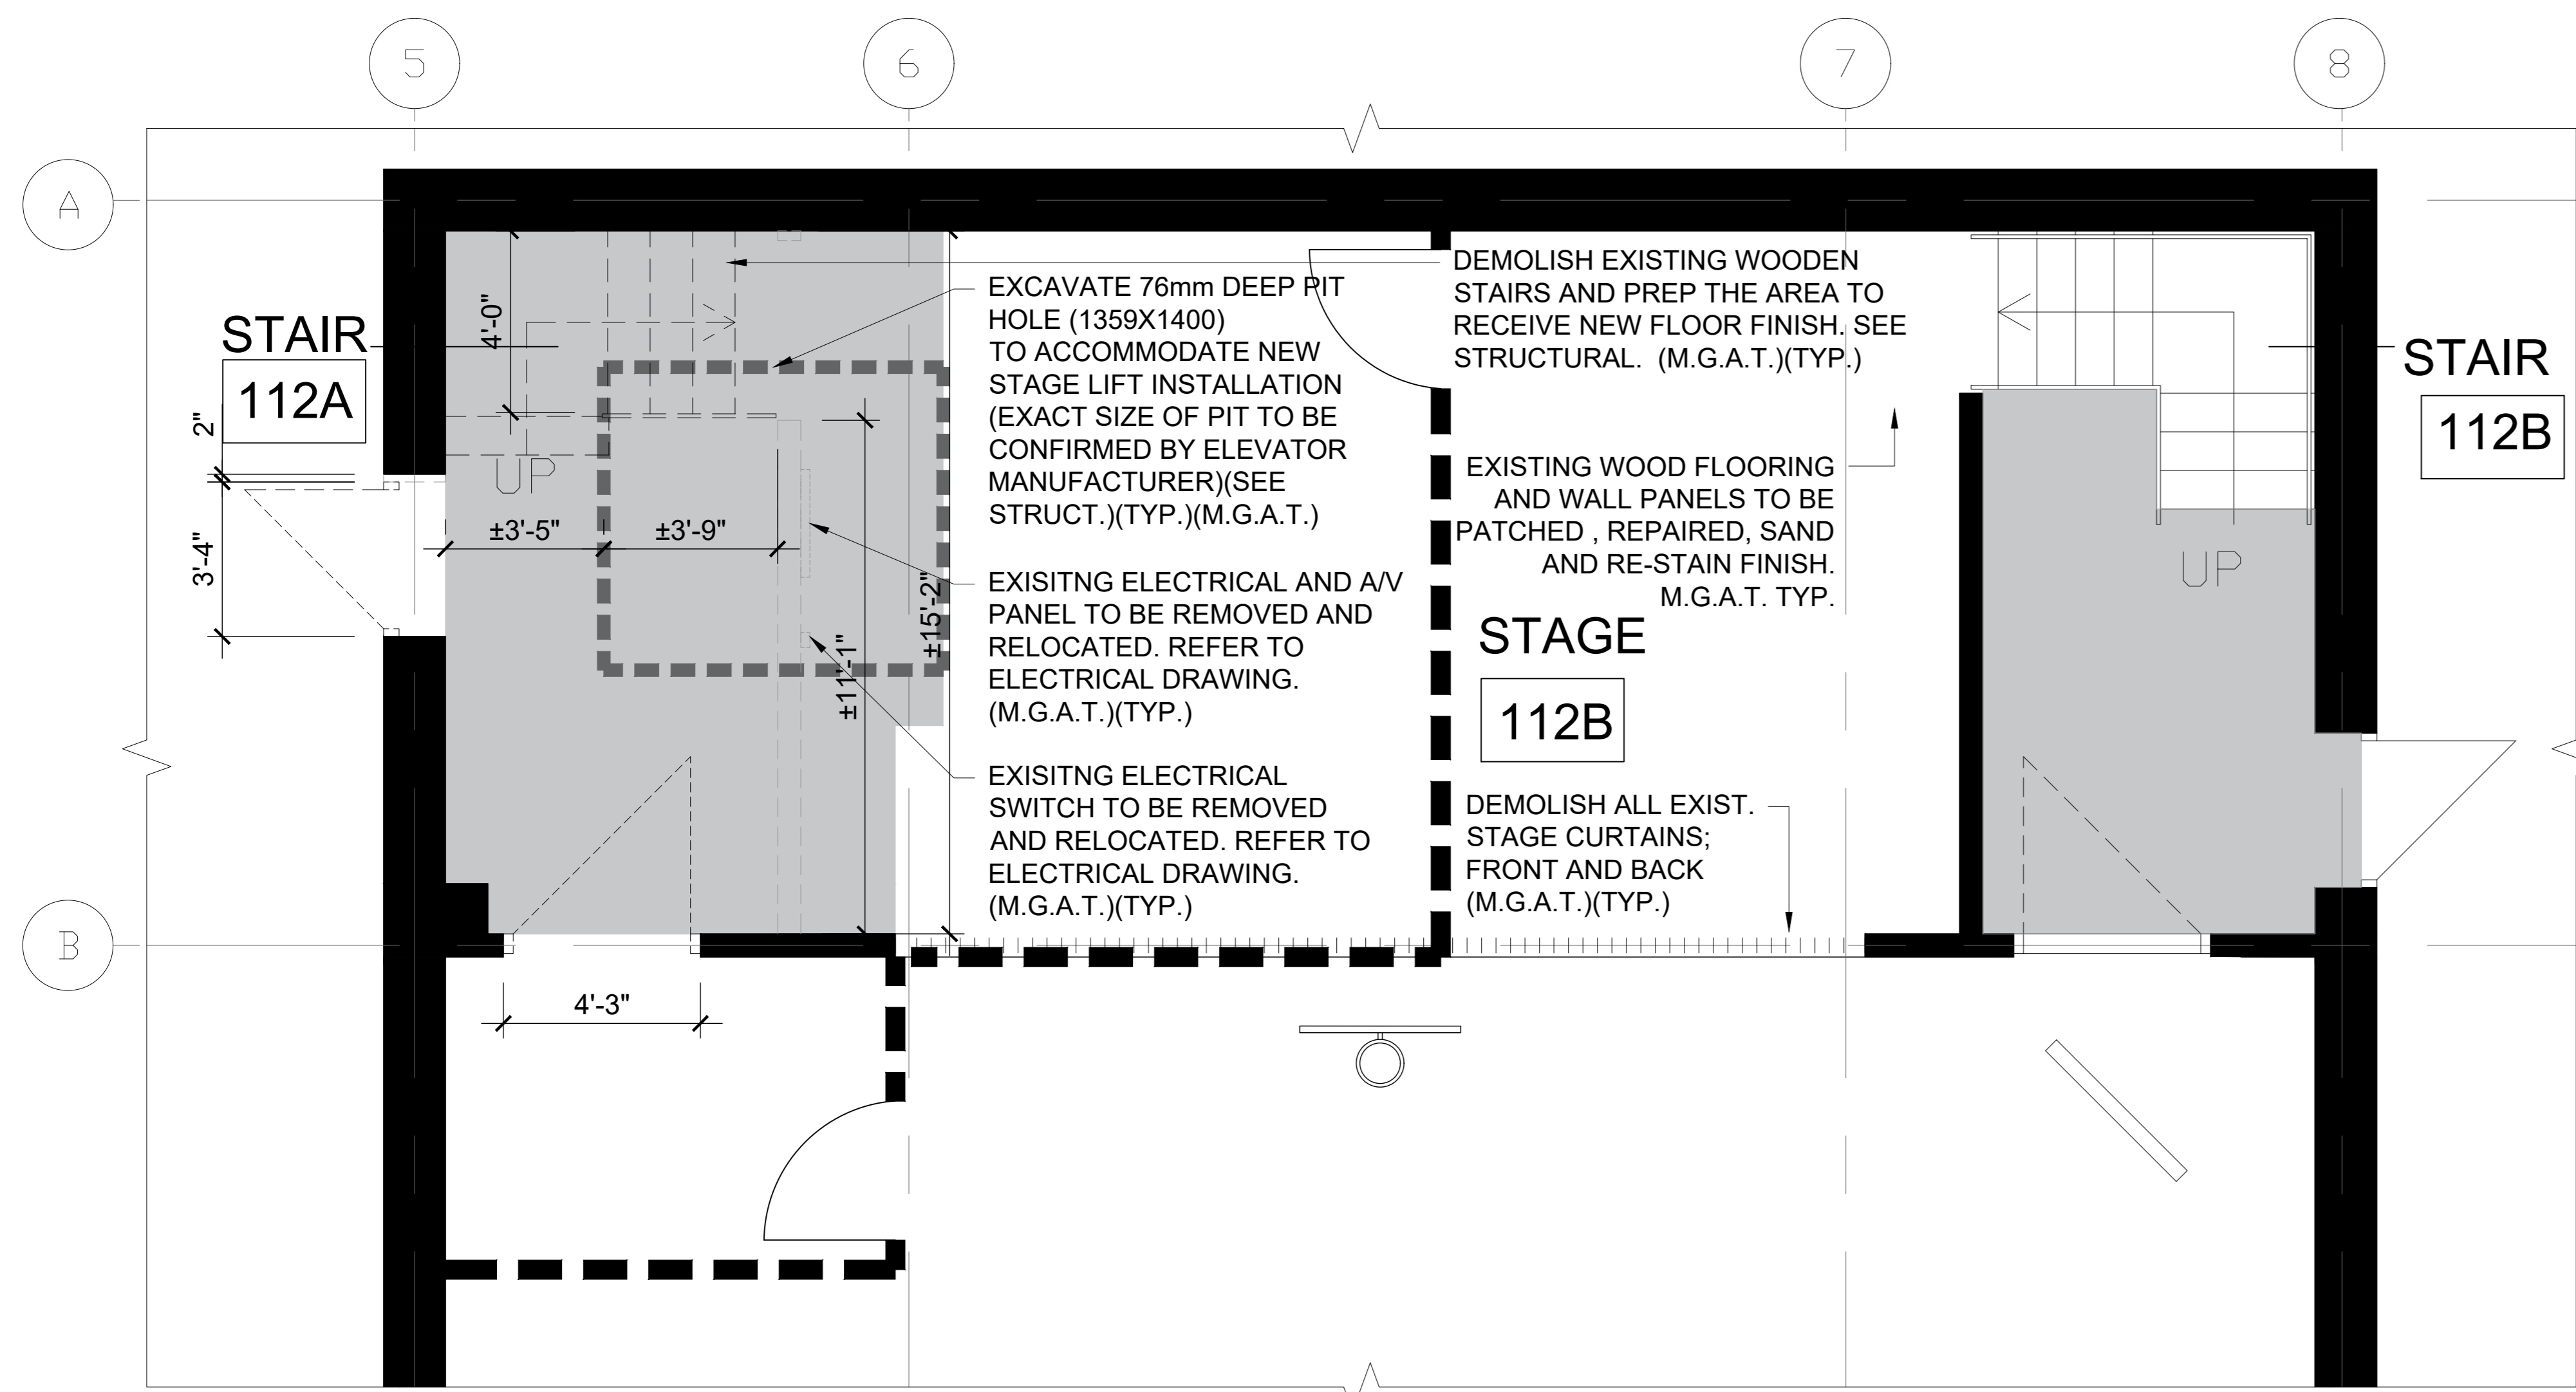 5
6
7
8
A
B
STAIR
112A
2"
3'-4"
4'-0"
UP
±3'-5"
±3'-9"
±11'-1"
±15'-2"
4'-3"
EXCAVATE 76mm DEEP PIT
HOLE (1359X1400)
TO ACCOMMODATE NEW
STAGE LIFT INSTALLATION
(EXACT SIZE OF PIT TO BE
CONFIRMED BY ELEVATOR
MANUFACTURER)(SEE
STRUCT.)(TYP.)(M.G.A.T.)
EXISITNG ELECTRICAL AND A/V
PANEL TO BE REMOVED AND
RELOCATED. REFER TO
ELECTRICAL DRAWING.
(M.G.A.T.)(TYP.)
EXISITNG ELECTRICAL
SWITCH TO BE REMOVED
AND RELOCATED. REFER TO
ELECTRICAL DRAWING.
(M.G.A.T.)(TYP.)
DEMOLISH EXISTING WOODEN
STAIRS AND PREP THE AREA TO
RECEIVE NEW FLOOR FINISH. SEE
STRUCTURAL. (M.G.A.T.)(TYP.)
EXISTING WOOD FLOORING
AND WALL PANELS TO BE
PATCHED , REPAIRED, SAND
AND RE-STAIN FINISH.
M.G.A.T. TYP.
STAGE
112B
DEMOLISH ALL EXIST.
STAGE CURTAINS;
FRONT AND BACK
(M.G.A.T.)(TYP.)
UP
STAIR
112B